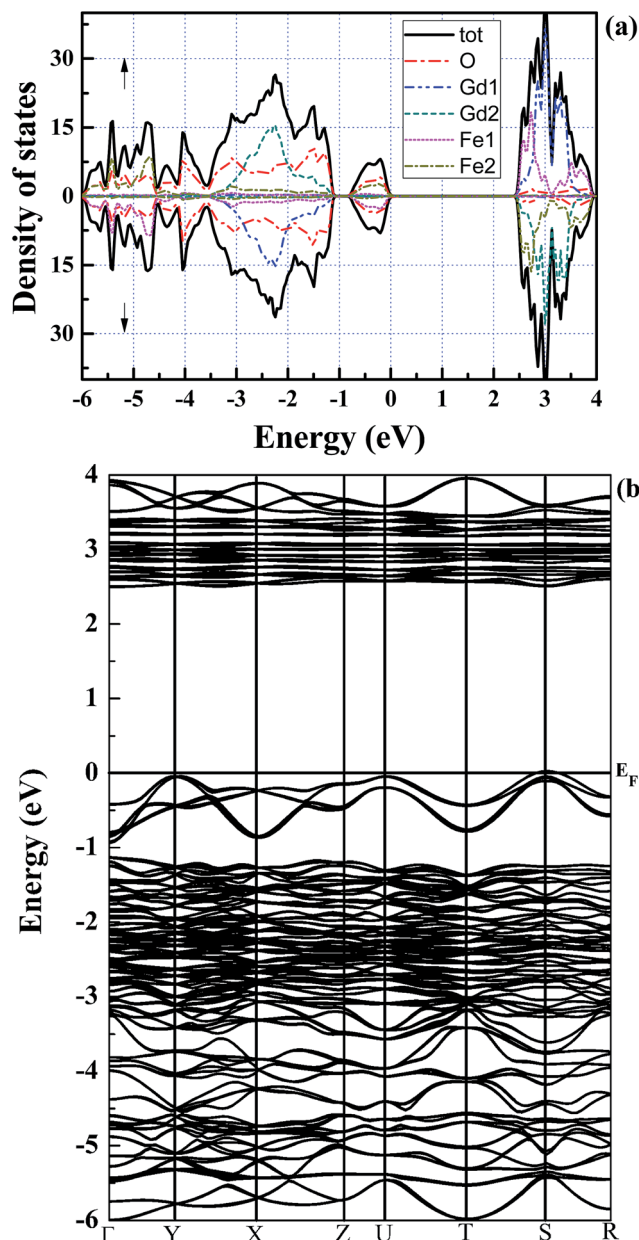 (a)
tot
O
Gd1
Gd2
Fe1
Fe2
30
15
0
15
30
Density of states
-6 -5 -4 -3 -2 -1 0 1 2 3 4
Energy (eV)
(b
4
3
2
1
0
-1
-2
-3
-4
-5
-6
Energy (eV)
E_F
Γ Y X Z U T S R